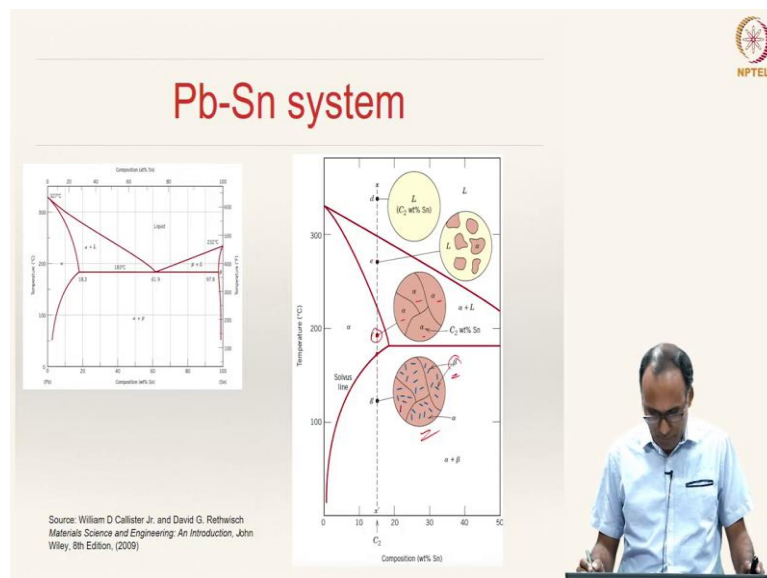 NPTEL
Pb-Sn system
Composition (at% Sn)
0 20 40 60 80 100
327°C
300
Liquid
600
α + L
232°C
500
200
183°C
β + L
400
α
18.3
61.9
97.8
300
100
α + β
200
100
0
0 20 40 60 80 100
(Pb)
Composition (wt% Sn)
(Sn)
Temperature (°C)
Temperature (°F)
x
d
L
(C2 wt% Sn)
L
300
L
α
e
α
α
α + L
α
200
α
C2 wt% Sn
Solvus
line
β
g
100
α
α + β
x'
0 10 20 30 40 50
C2
Composition (wt% Sn)
Temperature (°C)
Source: William D Callister Jr. and David G. Rethwisch
Materials Science and Engineering: An Introduction, John
Wiley, 8th Edition, (2009)